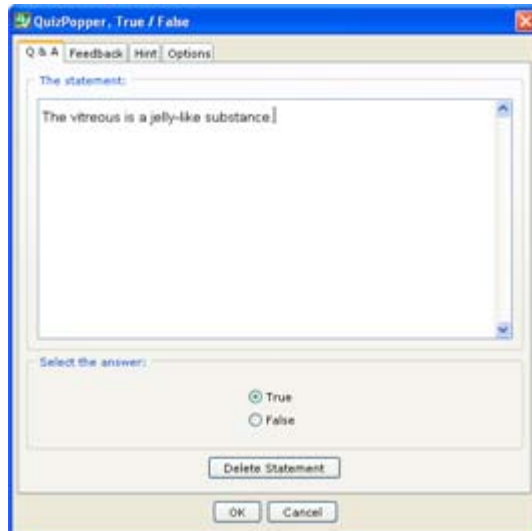 QuizPopper, True / False
Q & A Feedback Hint Options
The statement:
The vitreous is a jelly-like substance.
Select the answer:
True
False
Delete Statement
OK Cancel